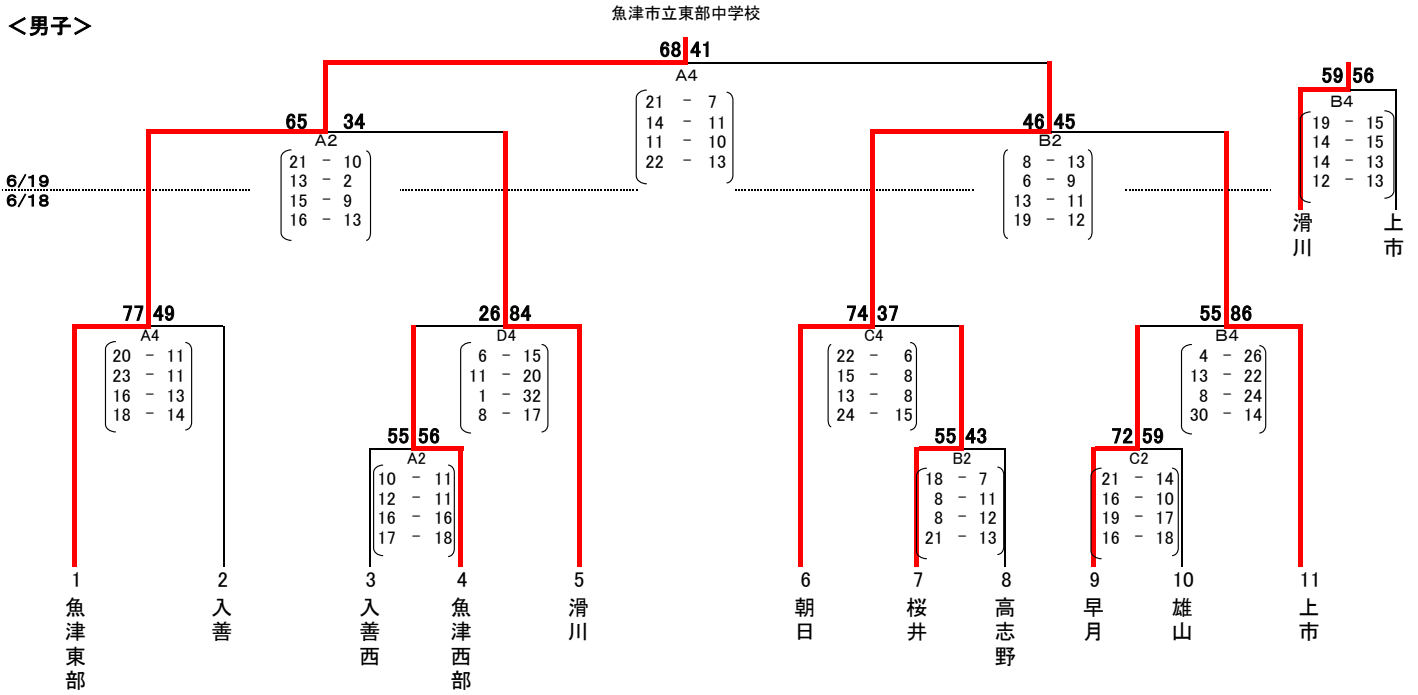 ＜男子＞
魚津市立東部中学校
68 41
A4
21 - 7
14 - 11
11 - 10
22 - 13
59 56
B4
19 - 15
14 - 15
14 - 13
12 - 13
滑川
上市
65 34
A2
21 - 10
13 - 2
15 - 9
16 - 13
46 45
B2
8 - 13
6 - 9
13 - 11
19 - 12
6/19
6/18
77 49
A4
20 - 11
23 - 11
16 - 13
18 - 14
26 84
D4
6 - 15
11 - 20
1 - 32
8 - 17
74 37
C4
22 - 6
15 - 8
13 - 8
24 - 15
55 86
B4
4 - 26
13 - 22
8 - 24
30 - 14
55 56
A2
10 - 11
12 - 11
16 - 16
17 - 18
55 43
B2
18 - 7
8 - 11
8 - 12
21 - 13
72 59
C2
21 - 14
16 - 10
19 - 17
16 - 18
1 魚津東部
2 入善
3 入善西
4 魚津西部
5 滑川
6 朝日
7 桜井
8 高志野
9 早月
10 雄山
11 上市